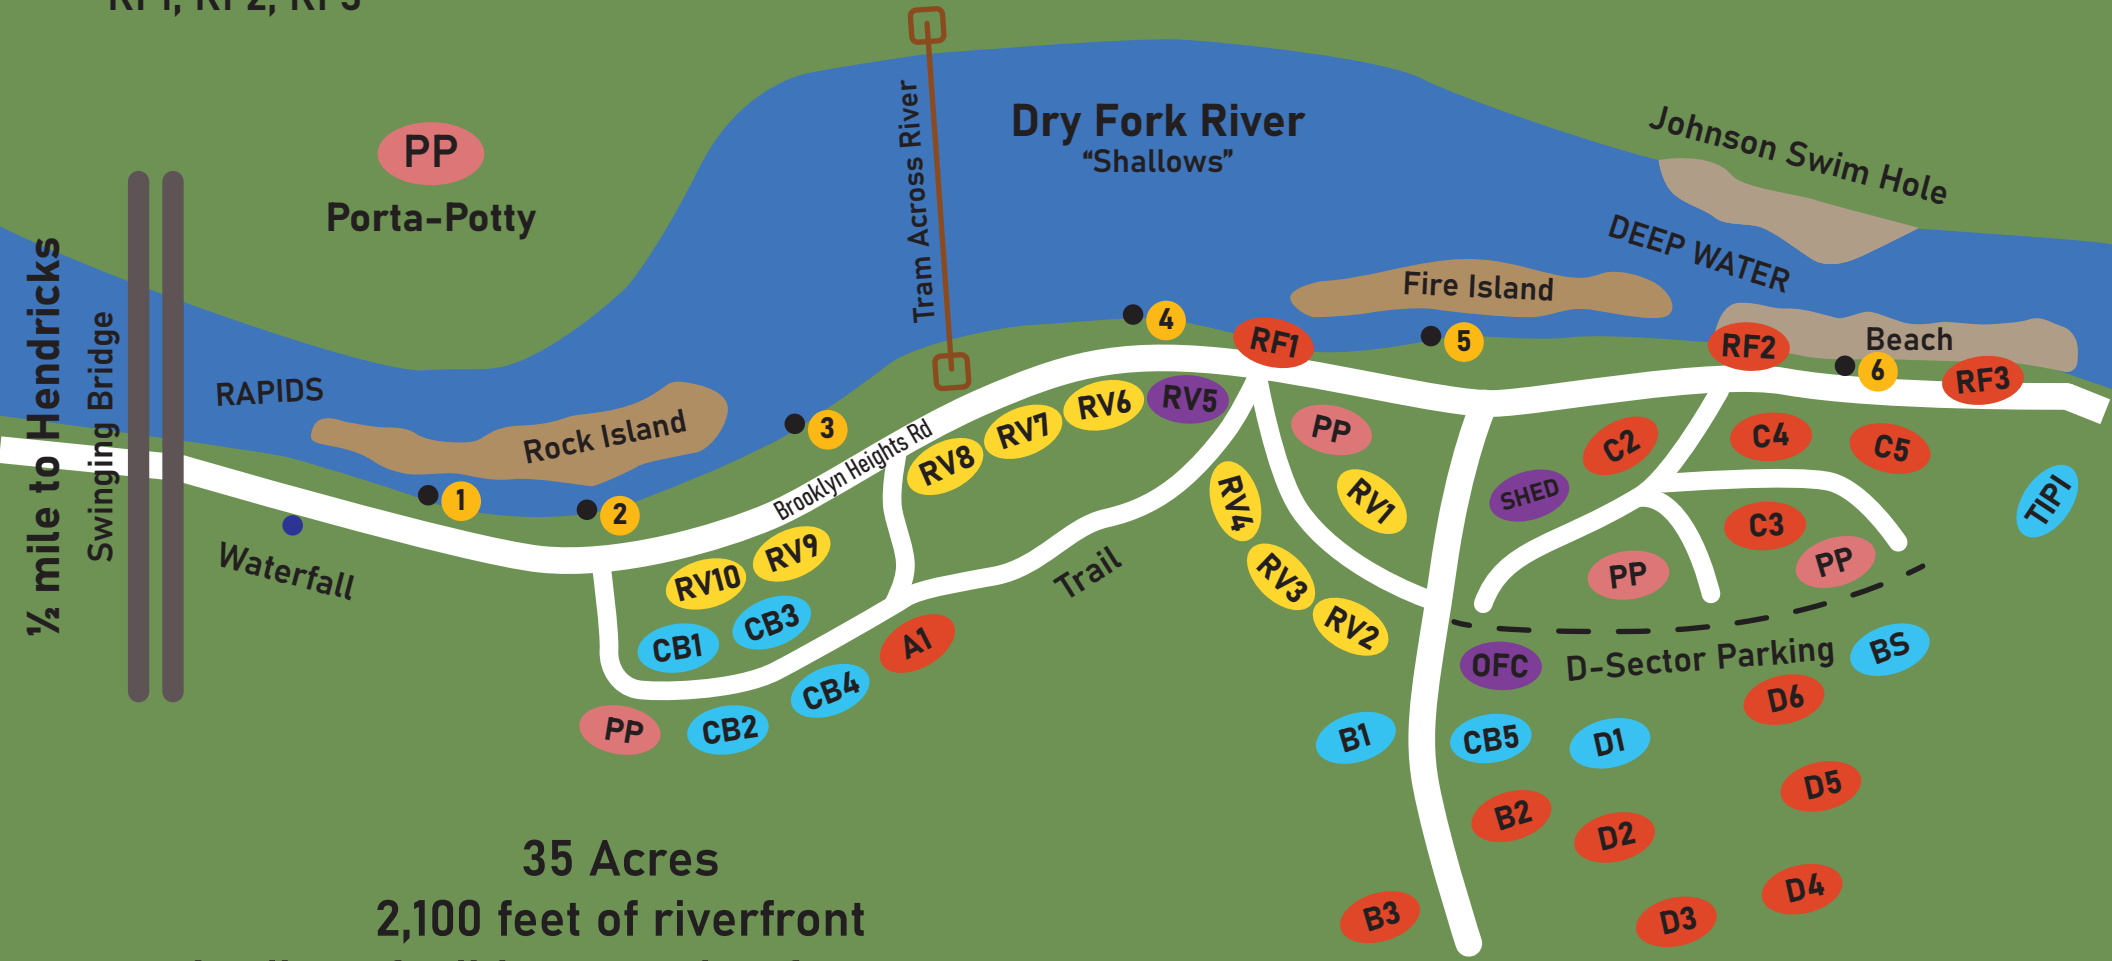 RF1, RF2, RF3
PP
Porta-Potty
½ mile to Hendricks
Swinging Bridge
RAPIDS
Waterfall
Rock Island
1
2
3
Tram Across River
Dry Fork River
“Shallows”
4
Fire Island
5
Johnson Swim Hole
DEEP WATER
Beach
6
RF1
RF2
RF3
Brooklyn Heights Rd
RV5
RV6
RV7
RV8
RV9
RV10
CB1
CB3
A1
CB4
CB2
PP
Trail
PP
RV1
RV4
RV3
RV2
C2
C4
C5
SHED
C3
PP
PP
TIPI
OFC
D-Sector Parking
BS
D6
B1
CB5
D1
D5
B2
D2
D4
B3
D3
35 Acres
2,100 feet of riverfront